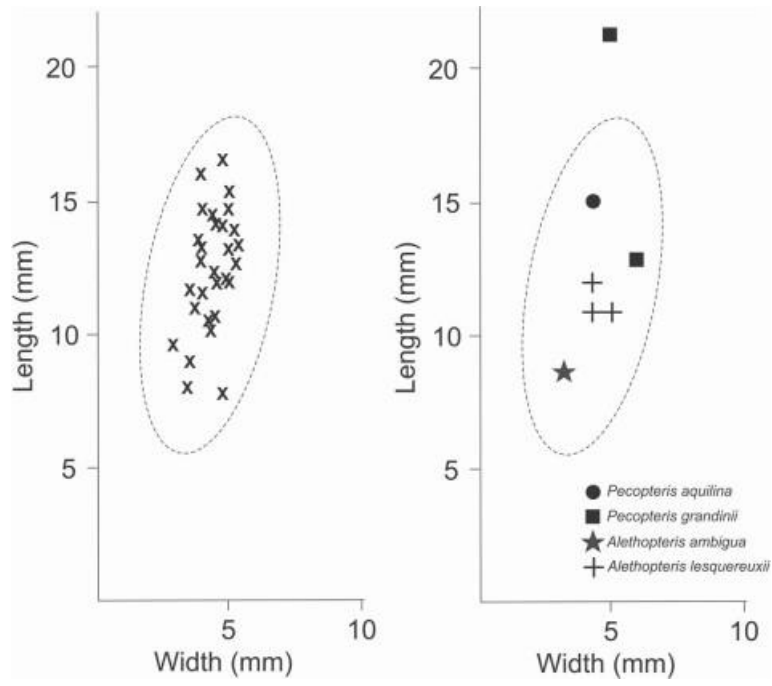 20
15
10
5
Length (mm)
5
10
Width (mm)
20
15
10
5
Length (mm)
Pecopteris aquilina
Pecopteris grandinii
Alethopteris ambigua
Alethopteris lesquereuxii
5
10
Width (mm)